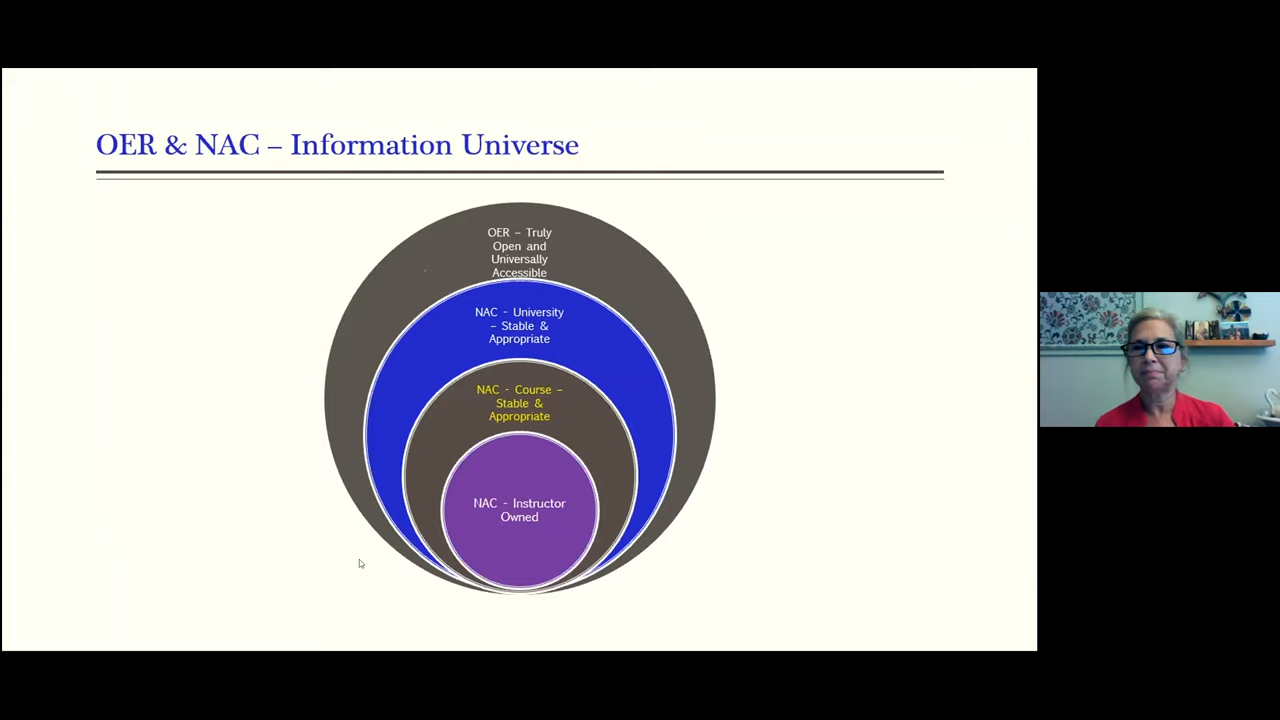 OER & NAC – Information Universe
OER – Truly
Open and
Universally
Accessible
NAC - University
– Stable &
Appropriate
NAC - Course –
Stable &
Appropriate
NAC - Instructor
Owned